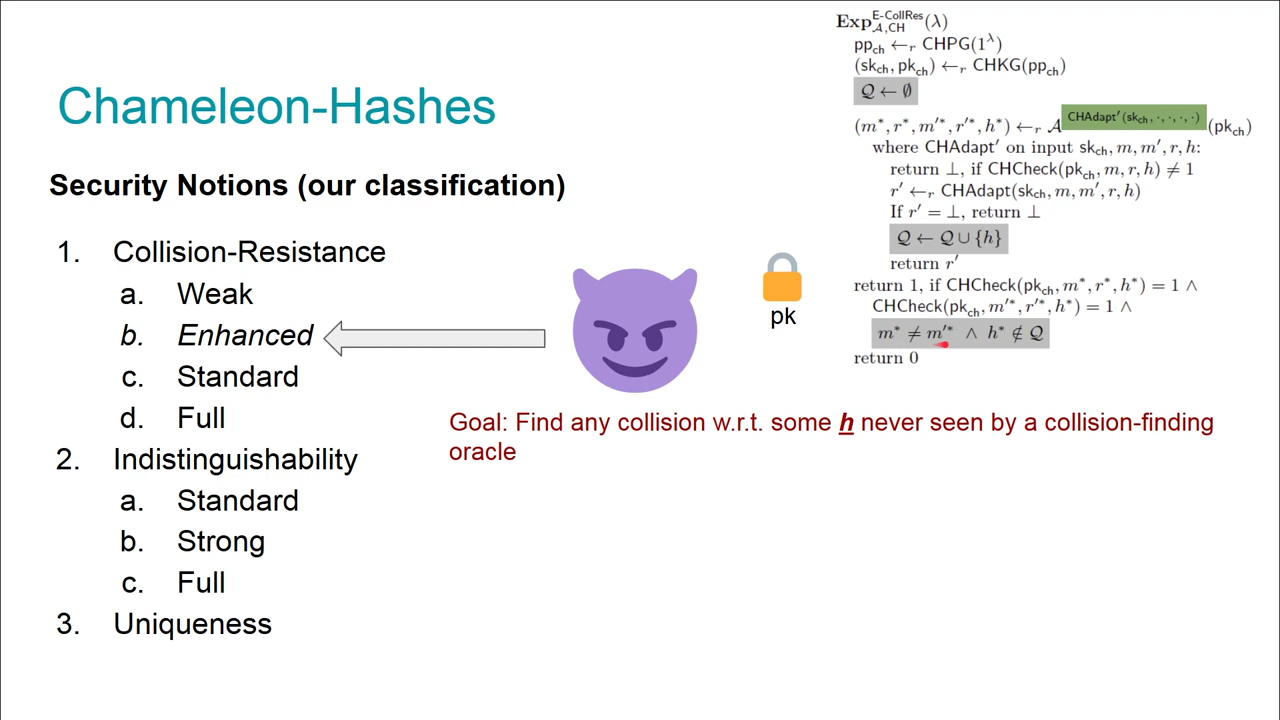 Chameleon-Hashes
Security Notions (our classification)
1. Collision-Resistance
a. Weak
b. Enhanced
c. Standard
d. Full
2. Indistinguishability
a. Standard
b. Strong
c. Full
3. Uniqueness
pk
Goal: Find any collision w.r.t. some h never seen by a collision-finding
oracle
Exp^{E-CollRes}_{A,CH}(λ)
pp_ch ←_r CHPG(1^λ)
(sk_ch, pk_ch) ←_r CHKG(pp_ch)
Q ← ∅
(m*, r*, m′*, r′*, h*) ←_r A^{CHAdapt′(sk_ch,·,·,·,·)}(pk_ch)
where CHAdapt′ on input sk_ch, m, m′, r, h:
return ⊥, if CHCheck(pk_ch, m, r, h) ≠ 1
r′ ←_r CHAdapt(sk_ch, m, m′, r, h)
If r′ = ⊥, return ⊥
Q ← Q ∪ {h}
return r′
return 1, if CHCheck(pk_ch, m*, r*, h*) = 1 ∧
CHCheck(pk_ch, m′*, r′*, h*) = 1 ∧
m* ≠ m′* ∧ h* ∉ Q
return 0